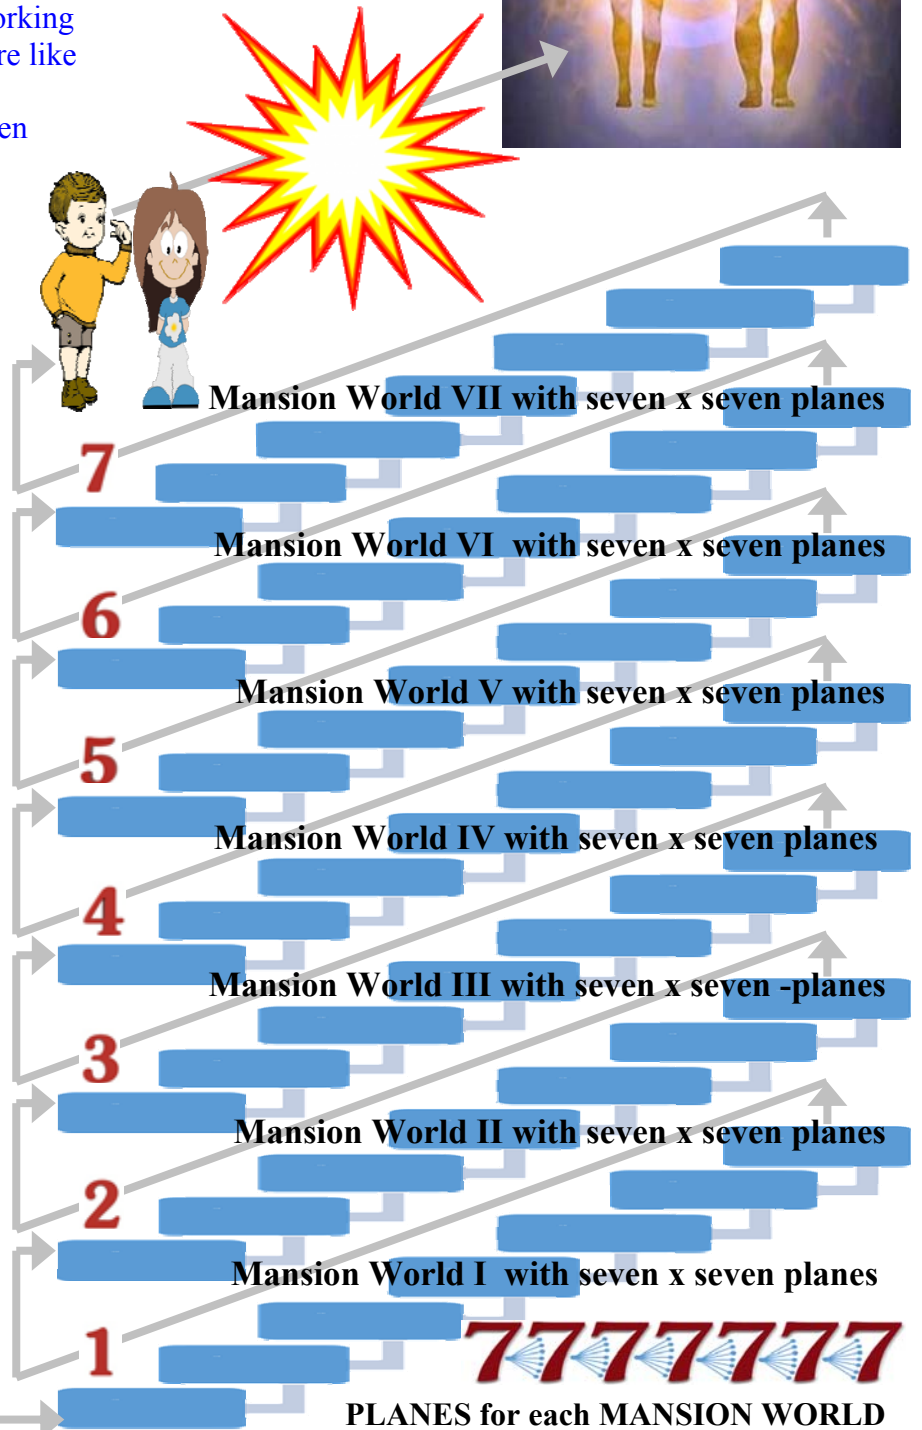 orking
re like
en
Mansion World VII with seven x seven planes
7
Mansion World VI with seven x seven planes
6
Mansion World V with seven x seven planes
5
Mansion World IV with seven x seven planes
4
Mansion World III with seven x seven -planes
3
Mansion World II with seven x seven planes
2
Mansion World I with seven x seven planes
1
7777777
PLANES for each MANSION WORLD